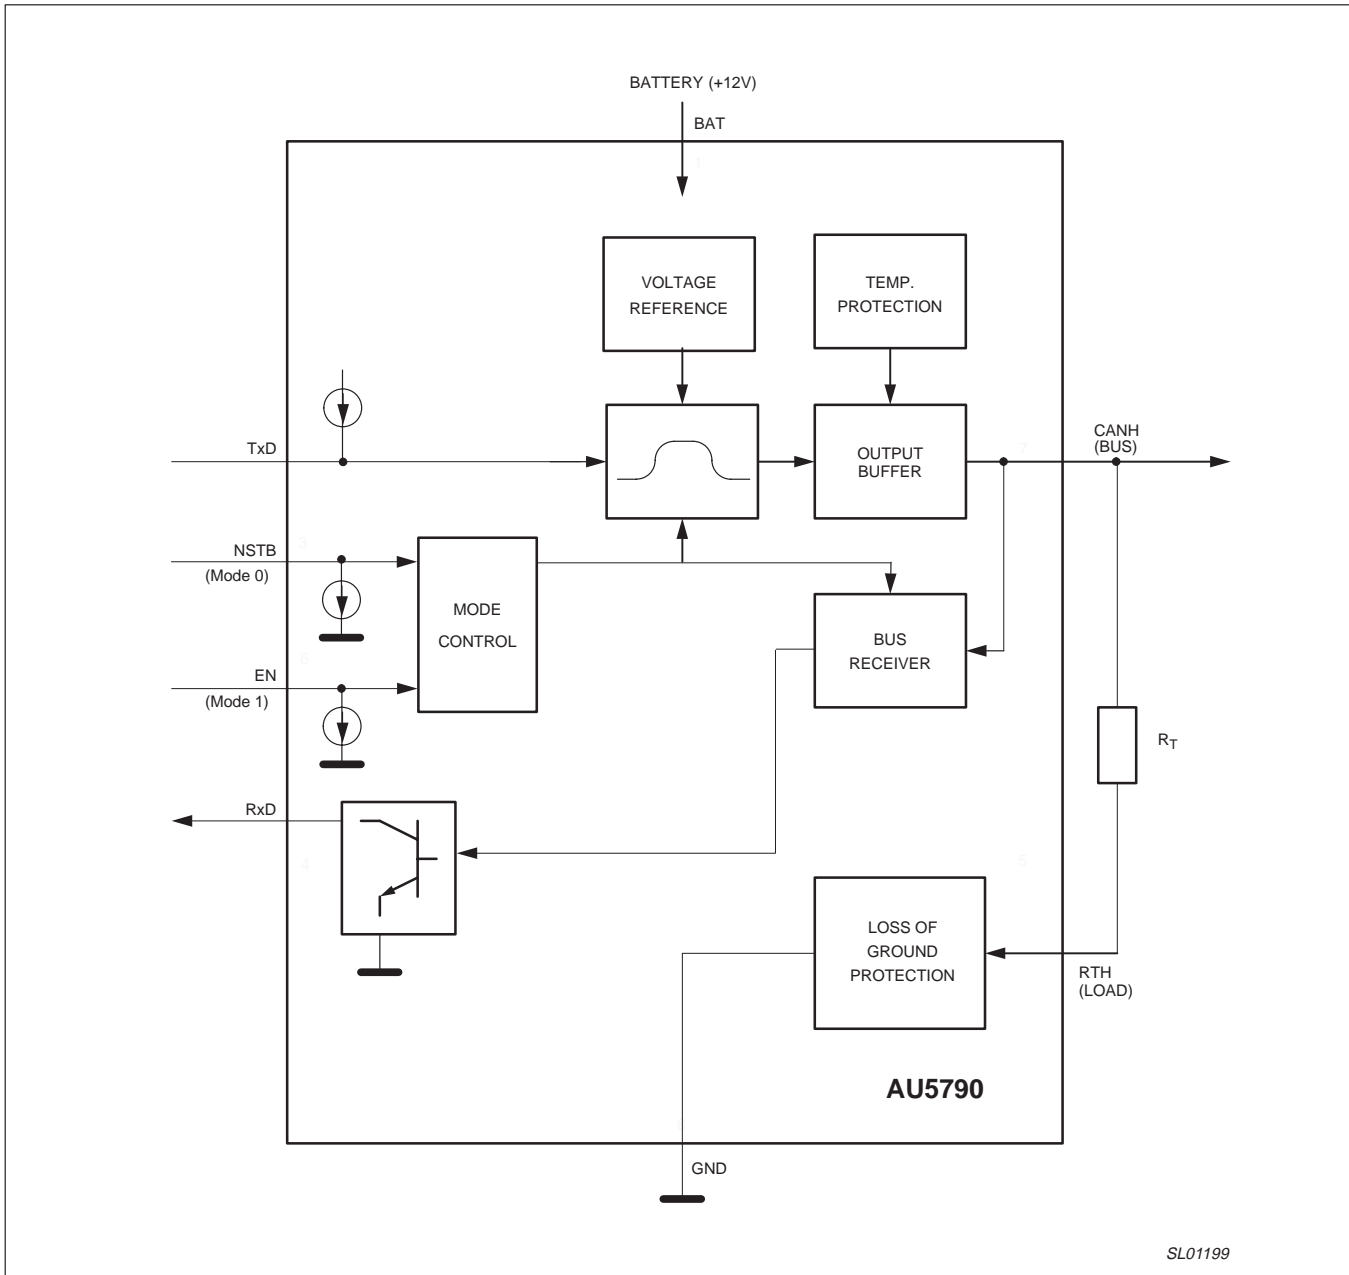 BATTERY (+12V)
BAT
1
VOLTAGE
REFERENCE
TEMP.
PROTECTION
TxD
OUTPUT
BUFFER
7
CANH
(BUS)
NSTB
3
(Mode 0)
MODE
CONTROL
BUS
RECEIVER
EN
6
(Mode 1)
RT
RxD
4
5
LOSS OF
GROUND
PROTECTION
RTH
(LOAD)
AU5790
GND
SL01199